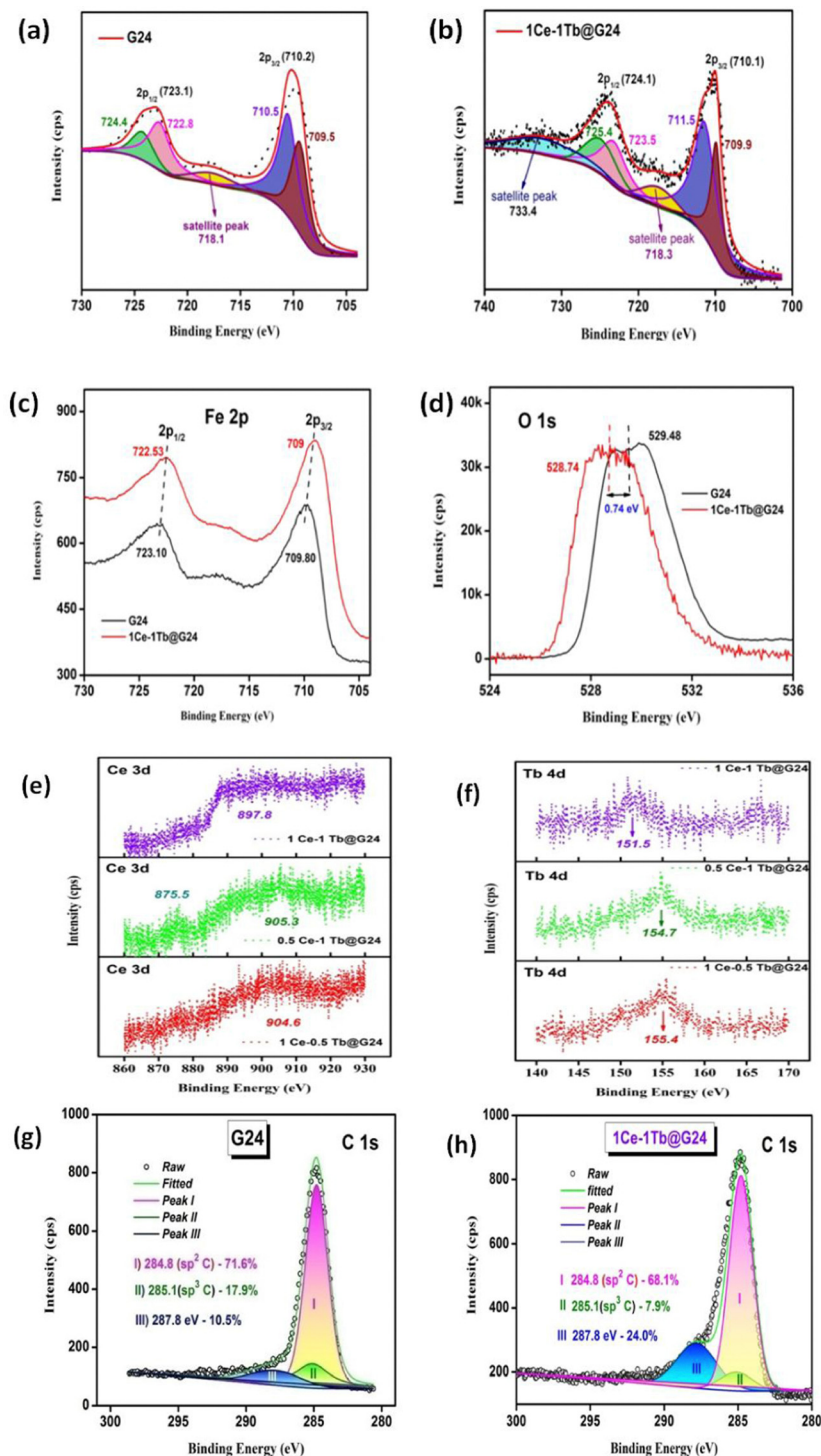 (a)
G24
2p1/2 (723.1)
2p3/2 (710.2)
724.4
722.8
710.5
709.5
satellite peak
718.1
Intensity (cps)
730 725 720 715 710 705
Binding Energy (eV)
(b)
1Ce-1Tb@G24
2p1/2 (724.1)
2p3/2 (710.1)
725.4
723.5
711.5
709.9
satellite peak
733.4
satellite peak
718.3
Intensity (cps)
740 730 720 710 700
Binding Energy (eV)
(c)
Fe 2p
2p1/2
2p3/2
722.53
709
723.10
709.80
G24
1Ce-1Tb@G24
900
750
600
450
300
Intensity (cps)
730 725 720 715 710 705
Binding Energy (eV)
(d)
O 1s
529.48
528.74
0.74 eV
G24
1Ce-1Tb@G24
40k
30k
20k
10k
0
Intensity (cps)
524 528 532 536
Binding Energy (eV)
(e)
Ce 3d
897.8
1 Ce-1 Tb@G24
Ce 3d
875.5
905.3
0.5 Ce-1 Tb@G24
Ce 3d
904.6
1 Ce-0.5 Tb@G24
Intensity (cps)
860 865 870 875 880 885 890 895 900 905 910 915 920 925 930
Binding Energy (eV)
(f)
Tb 4d
1 Ce-1 Tb@G24
151.5
Tb 4d
0.5 Ce-1 Tb@G24
154.7
Tb 4d
1 Ce-0.5 Tb@G24
155.4
Intensity (cps)
140 145 150 155 160 165 170
Binding Energy (eV)
(g)
G24
C 1s
Raw
Fitted
Peak I
Peak II
Peak III
I) 284.8 (sp2 C) - 71.6%
II) 285.1(sp3 C) - 17.9%
III) 287.8 eV - 10.5%
I
III
II
1000
800
600
400
200
0
Intensity (cps)
300 295 290 285 280
Binding Energy (eV)
(h)
1Ce-1Tb@G24
C 1s
Raw
fitted
Peak I
Peak II
Peak III
I 284.8 (sp2 C) - 68.1%
II 285.1(sp3 C) - 7.9%
III 287.8 eV - 24.0%
I
III
II
1000
800
600
400
200
Intensity (cps)
300 295 290 285 280
Binding Energy (eV)